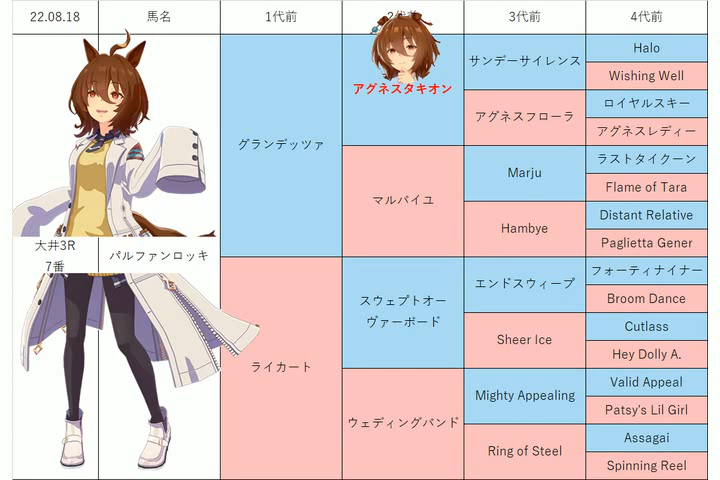 22.08.18
馬名
1代前
2代前
3代前
4代前
大井3R
7番
パルファンロッキ
グランデッツァ
ライカート
アグネスタキオン
マルバイユ
スウェプトオー
ヴァーボード
ウェディングバンド
サンデーサイレンス
アグネスフローラ
Marju
Hambye
エンドスウィープ
Sheer Ice
Mighty Appealing
Ring of Steel
Halo
Wishing Well
ロイヤルスキー
アグネスレディー
ラストタイクーン
Flame of Tara
Distant Relative
Paglietta Gener
フォーティナイナー
Broom Dance
Cutlass
Hey Dolly A.
Valid Appeal
Patsy's Lil Girl
Assagai
Spinning Reel